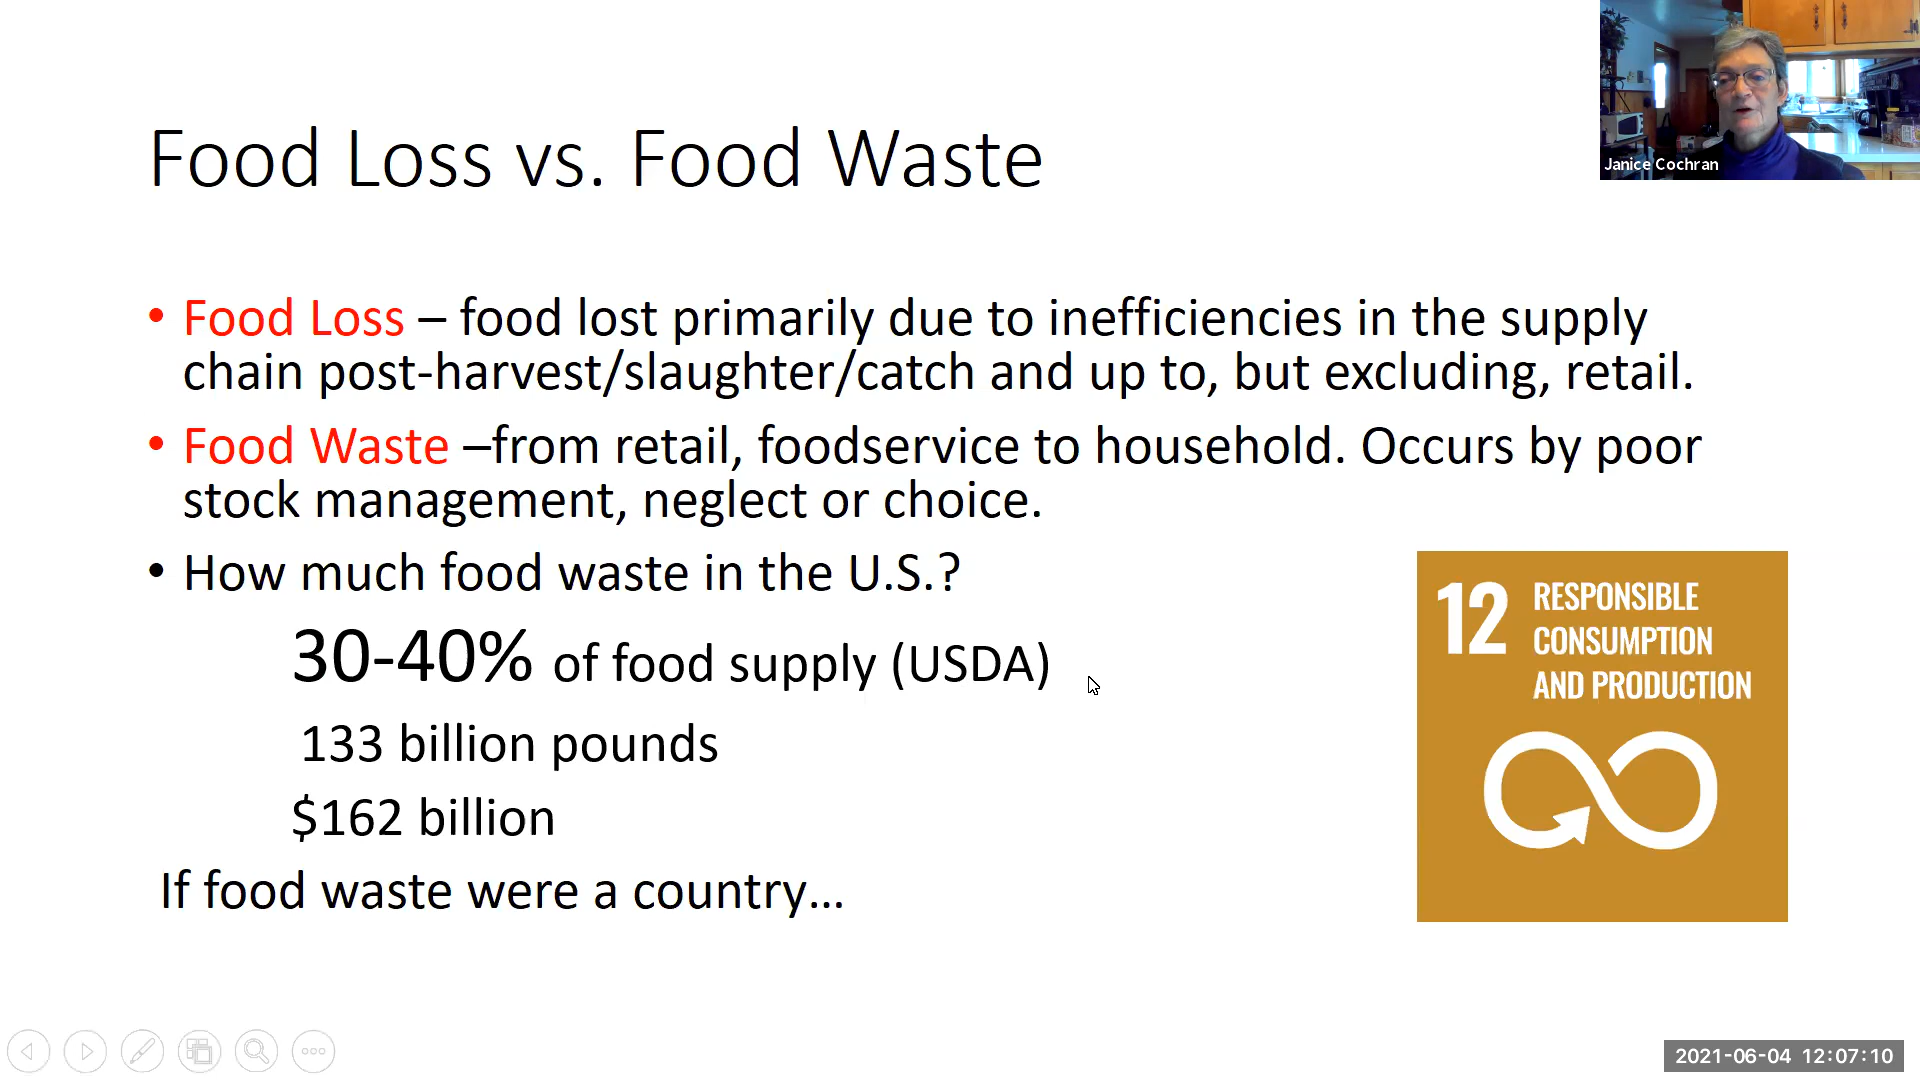 Food Loss vs. Food Waste
Janice Cochran
• Food Loss – food lost primarily due to inefficiencies in the supply
chain post-harvest/slaughter/catch and up to, but excluding, retail.
• Food Waste –from retail, foodservice to household. Occurs by poor
stock management, neglect or choice.
• How much food waste in the U.S.?
30-40% of food supply (USDA)
133 billion pounds
$162 billion
If food waste were a country…
12 RESPONSIBLE
CONSUMPTION
AND PRODUCTION
2021-06-04 12:07:10